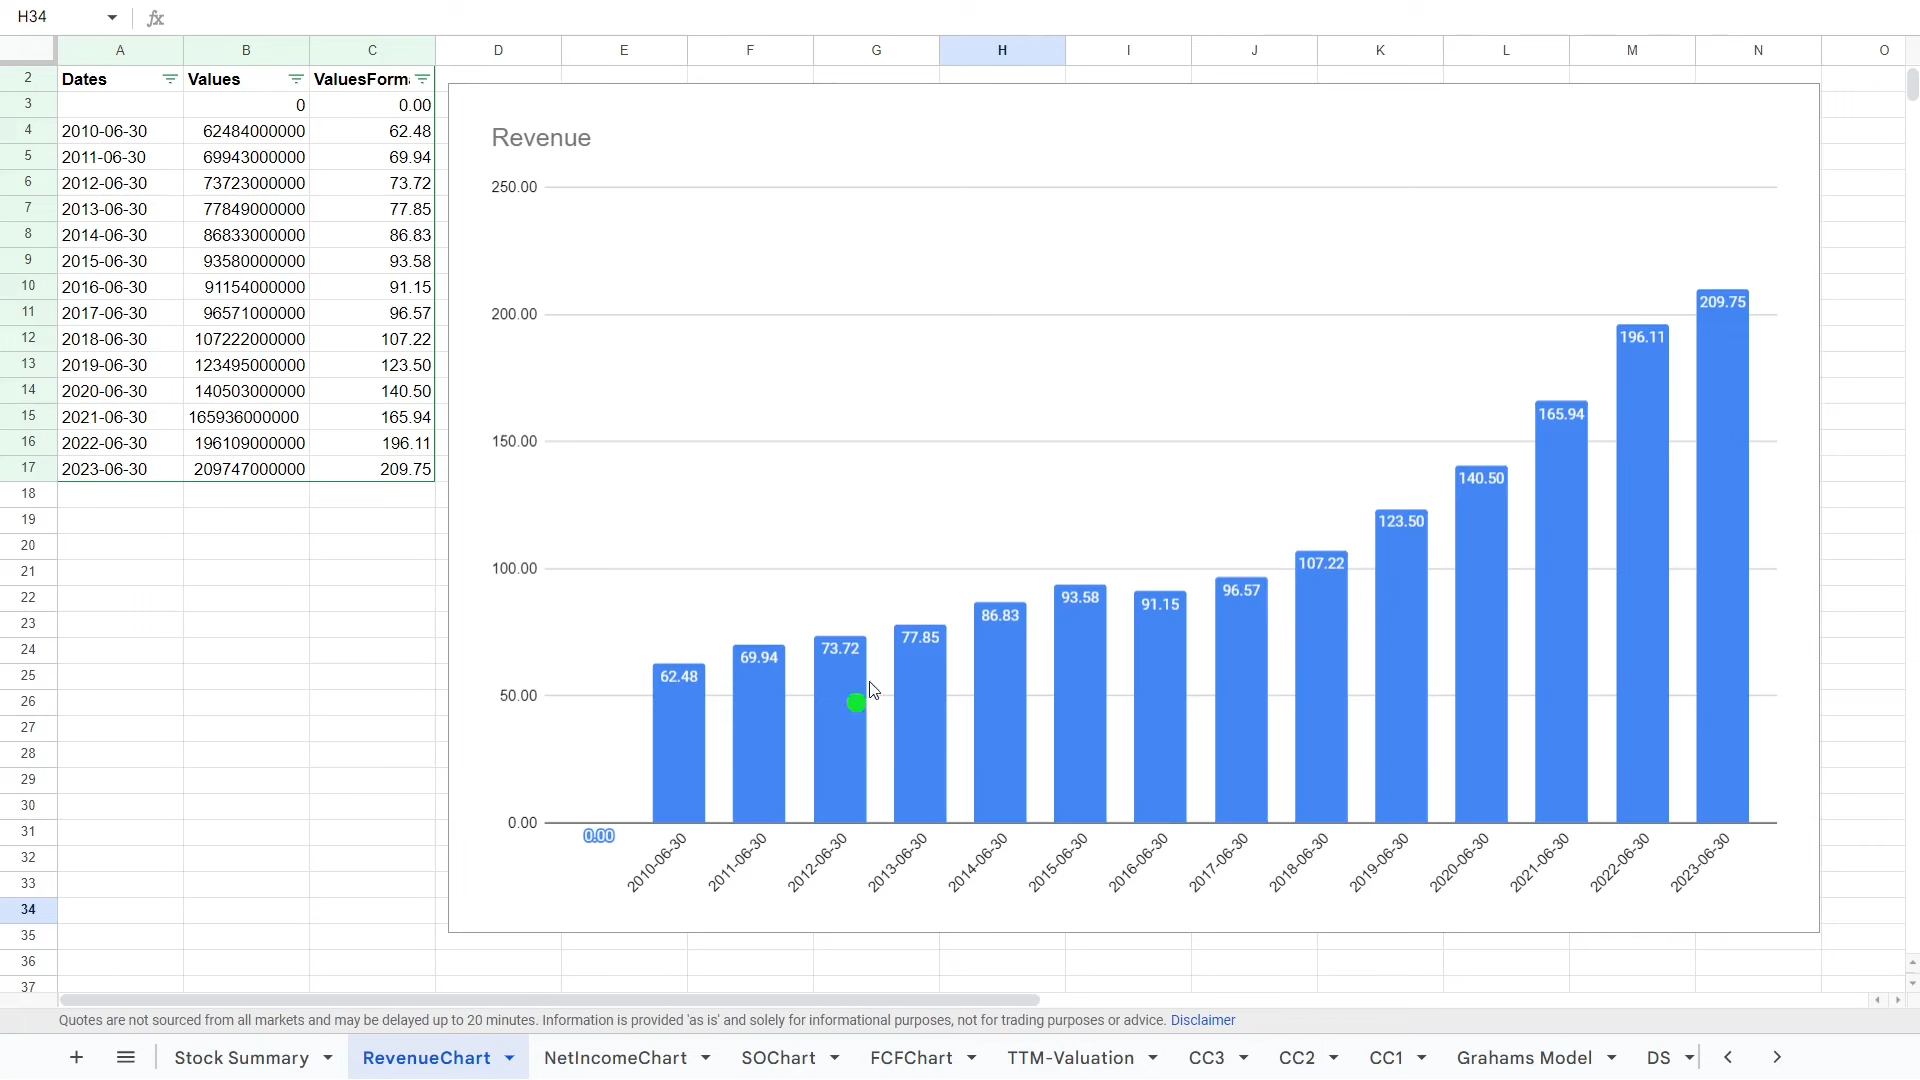 H34
fx
A B C D E F G H I J K L M N O
2 Dates Values ValuesForm
3 0 0.00
4 2010-06-30 62484000000 62.48
5 2011-06-30 69943000000 69.94
6 2012-06-30 73723000000 73.72
7 2013-06-30 77849000000 77.85
8 2014-06-30 86833000000 86.83
9 2015-06-30 93580000000 93.58
10 2016-06-30 91154000000 91.15
11 2017-06-30 96571000000 96.57
12 2018-06-30 107222000000 107.22
13 2019-06-30 123495000000 123.50
14 2020-06-30 140503000000 140.50
15 2021-06-30 165936000000 165.94
16 2022-06-30 196109000000 196.11
17 2023-06-30 209747000000 209.75
18
19
20
21
22
23
24
25
26
27
28
29
30
31
32
33
34
35
36
37
Revenue
250.00
200.00
150.00
100.00
50.00
0.00
0.00 62.48 69.94 73.72 77.85 86.83 93.58 91.15 96.57 107.22 123.50 140.50 165.94 196.11 209.75
2010-06-30 2011-06-30 2012-06-30 2013-06-30 2014-06-30 2015-06-30 2016-06-30 2017-06-30 2018-06-30 2019-06-30 2020-06-30 2021-06-30 2022-06-30 2023-06-30
Quotes are not sourced from all markets and may be delayed up to 20 minutes. Information is provided 'as is' and solely for informational purposes, not for trading purposes or advice. Disclaimer
Stock Summary RevenueChart NetIncomeChart SOChart FCFChart TTM-Valuation CC3 CC2 CC1 Grahams Model DS